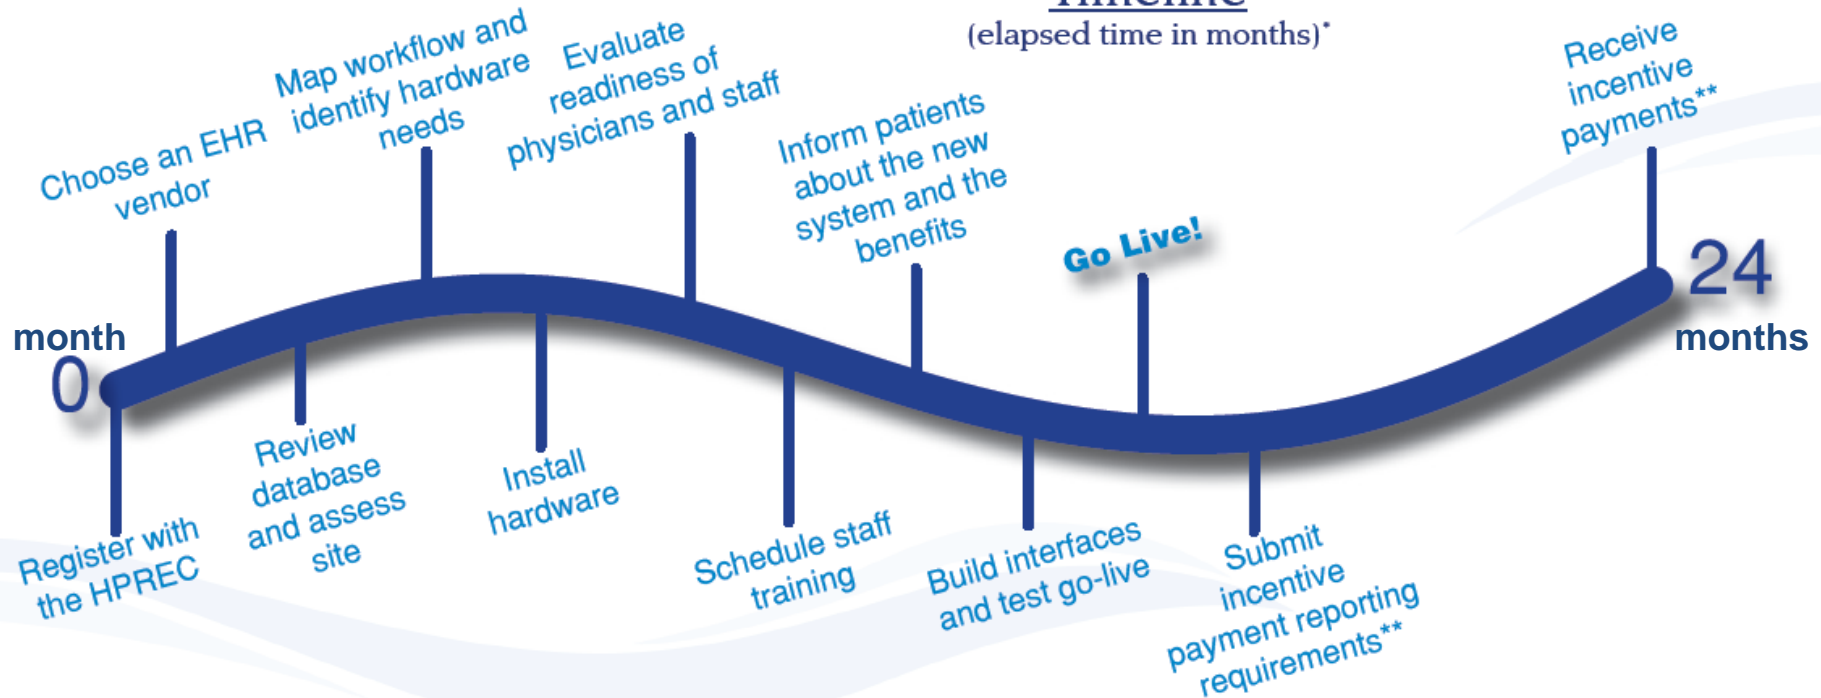 Timeline
(elapsed time in months)*
month
0
Register with
the HPREC
Choose an EHR
vendor
Review
database
and assess
site
Map workflow and
identify hardware
needs
Install
hardware
Evaluate
readiness of
physicians and staff
Schedule staff
training
Inform patients
about the new
system and the
benefits
Build interfaces
and test go-live
Go Live!
Submit
incentive
payment reporting
requirements**
Receive
incentive
payments**
24
months